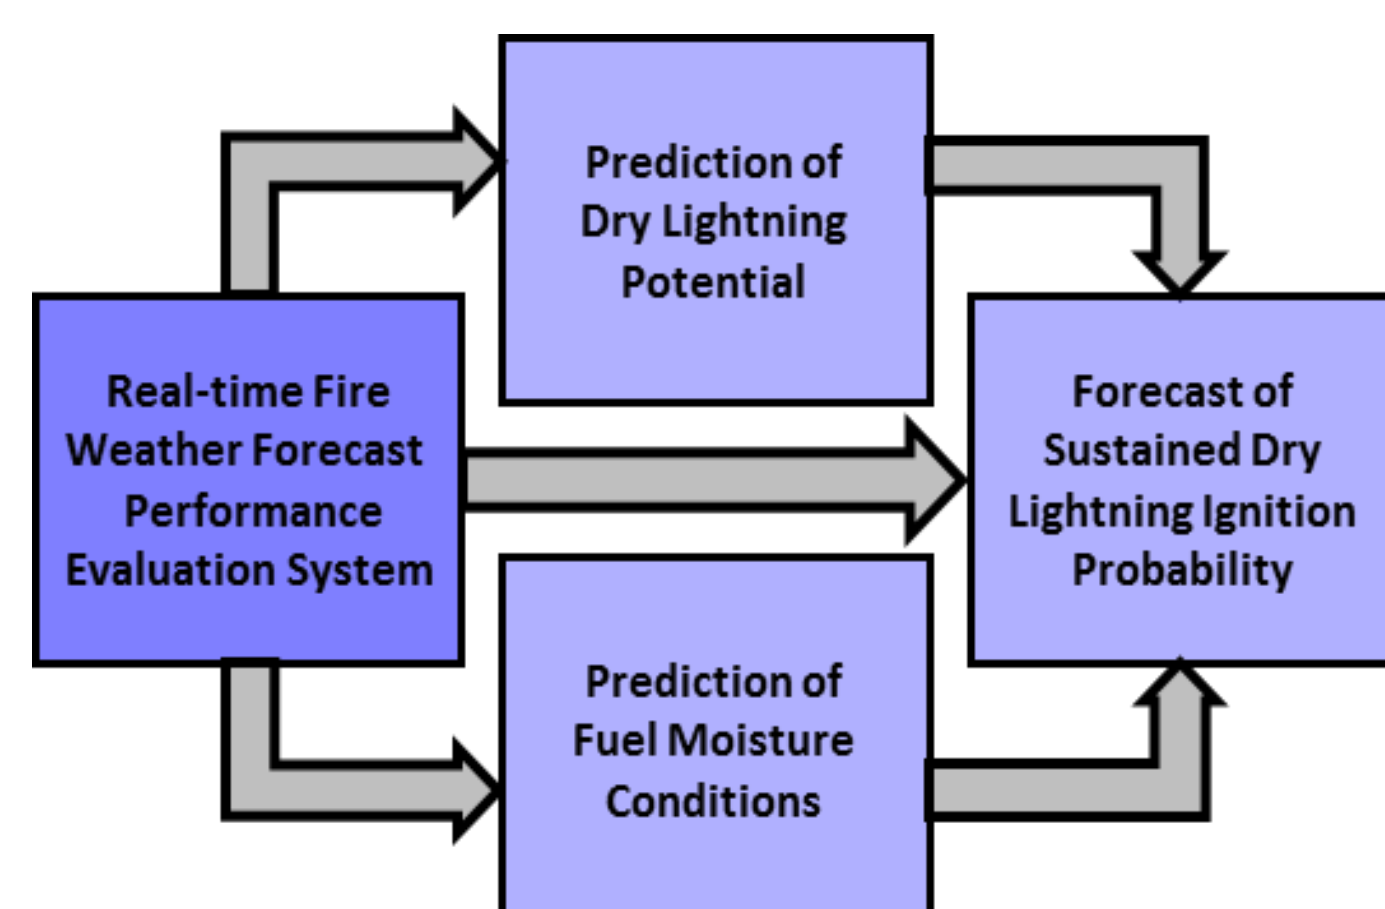 Prediction of
Dry Lightning
Potential
Real-time Fire
Weather Forecast
Performance
Evaluation System
Forecast of
Sustained Dry
Lightning Ignition
Probability
Prediction of
Fuel Moisture
Conditions